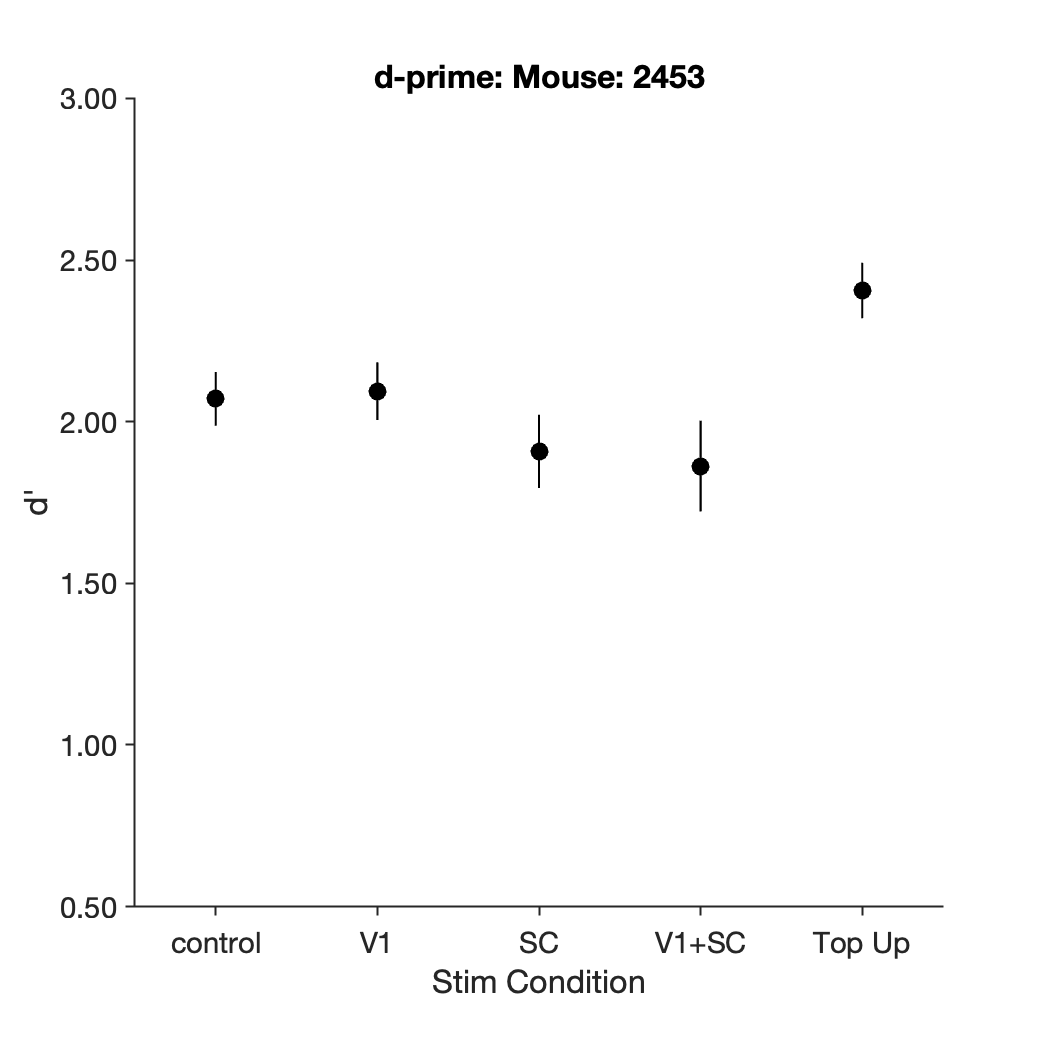 d-prime: Mouse: 2453
3.00
2.50
2.00
1.50
1.00
0.50
d'
control V1 SC V1+SC Top Up
Stim Condition